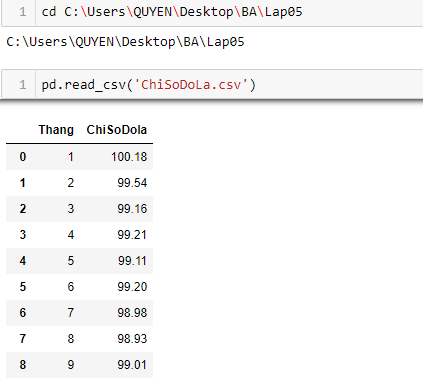 1 cd C:\Users\QUYEN\Desktop\BA\Lap05
C:\Users\QUYEN\Desktop\BA\Lap05
1 pd.read_csv('ChiSoDoLa.csv')
Thang ChiSoDola
0 1 100.18
1 2 99.54
2 3 99.16
3 4 99.21
4 5 99.11
5 6 99.20
6 7 98.98
7 8 98.93
8 9 99.01